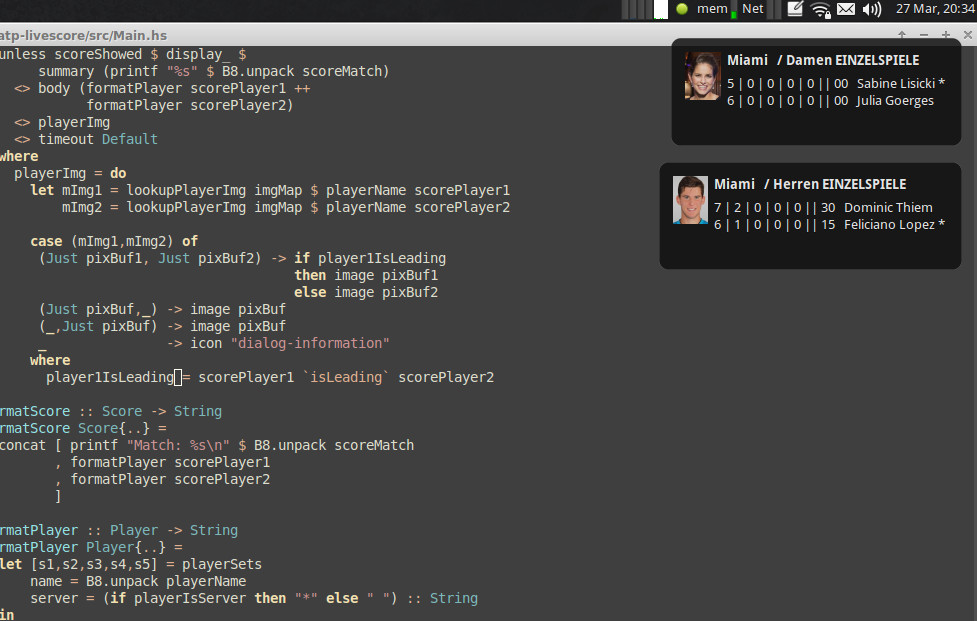 mem Net 27 Mar, 20:34
atp-livescore/src/Main.hs
unless scoreShowed $ display_ $
summary (printf "%s" $ B8.unpack scoreMatch)
<> body (formatPlayer scorePlayer1 ++
formatPlayer scorePlayer2)
<> playerImg
<> timeout Default
where
playerImg = do
let mImg1 = lookupPlayerImg imgMap $ playerName scorePlayer1
mImg2 = lookupPlayerImg imgMap $ playerName scorePlayer2
case (mImg1,mImg2) of
(Just pixBuf1, Just pixBuf2) -> if player1IsLeading
then image pixBuf1
else image pixBuf2
(Just pixBuf,_) -> image pixBuf
(_,Just pixBuf) -> image pixBuf
_ -> icon "dialog-information"
where
player1IsLeading = scorePlayer1 `isLeading` scorePlayer2
rmatScore :: Score -> String
rmatScore Score{..} =
concat [ printf "Match: %s\n" $ B8.unpack scoreMatch
, formatPlayer scorePlayer1
, formatPlayer scorePlayer2
]
rmatPlayer :: Player -> String
rmatPlayer Player{..} =
let [s1,s2,s3,s4,s5] = playerSets
name = B8.unpack playerName
server = (if playerIsServer then "*" else " ") :: String
in
Miami / Damen EINZELSPIELE
5 | 0 | 0 | 0 | 0 || 00 Sabine Lisicki *
6 | 0 | 0 | 0 | 0 || 00 Julia Goerges
Miami / Herren EINZELSPIELE
7 | 2 | 0 | 0 | 0 || 30 Dominic Thiem
6 | 1 | 0 | 0 | 0 || 15 Feliciano Lopez *